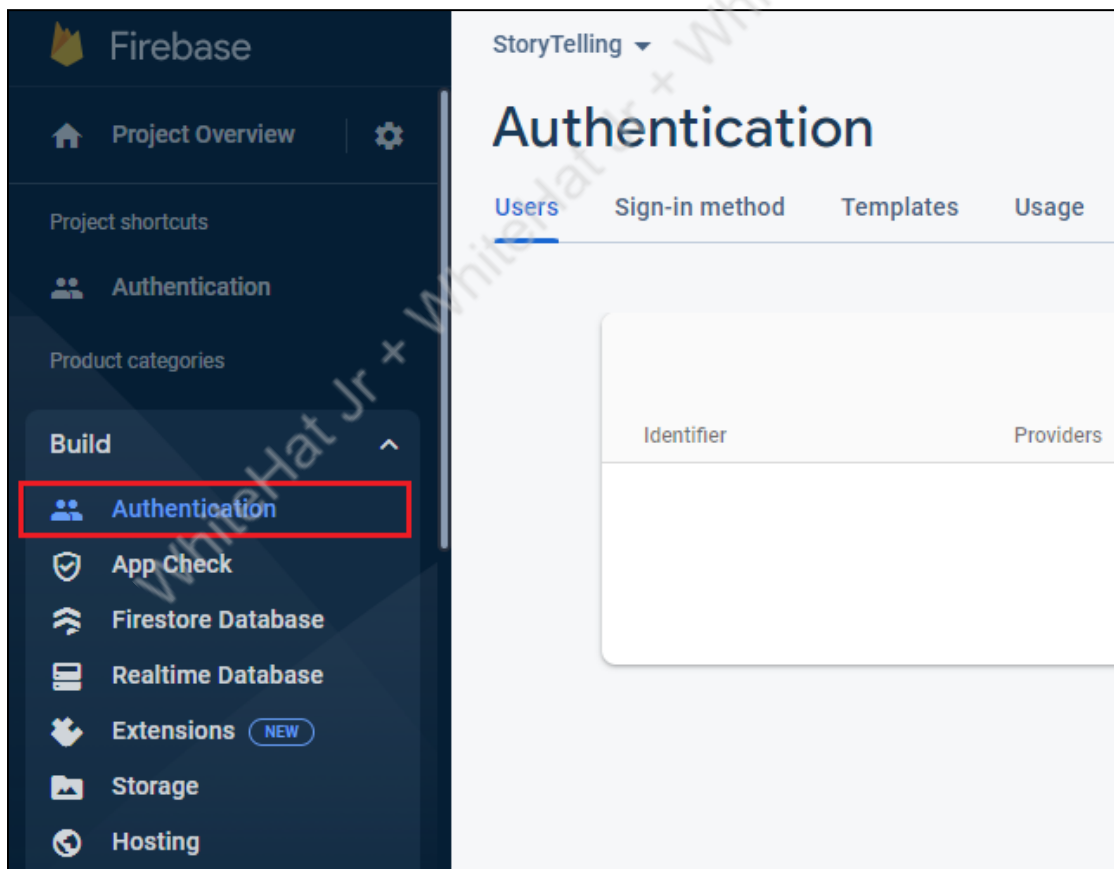 Firebase
Project Overview
Project shortcuts
Authentication
Product categories
Build
Authentication
App Check
Firestore Database
Realtime Database
Extensions NEW
Storage
Hosting
StoryTelling
Authentication
Users Sign-in method Templates Usage
Identifier Providers
WhiteHat Jr + WhiteHat Jr + Whi